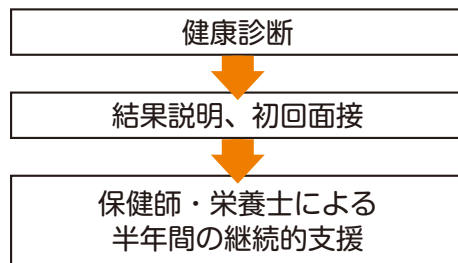 健康診断
結果説明、初回面接
保健師・栄養士による
半年間の継続的支援